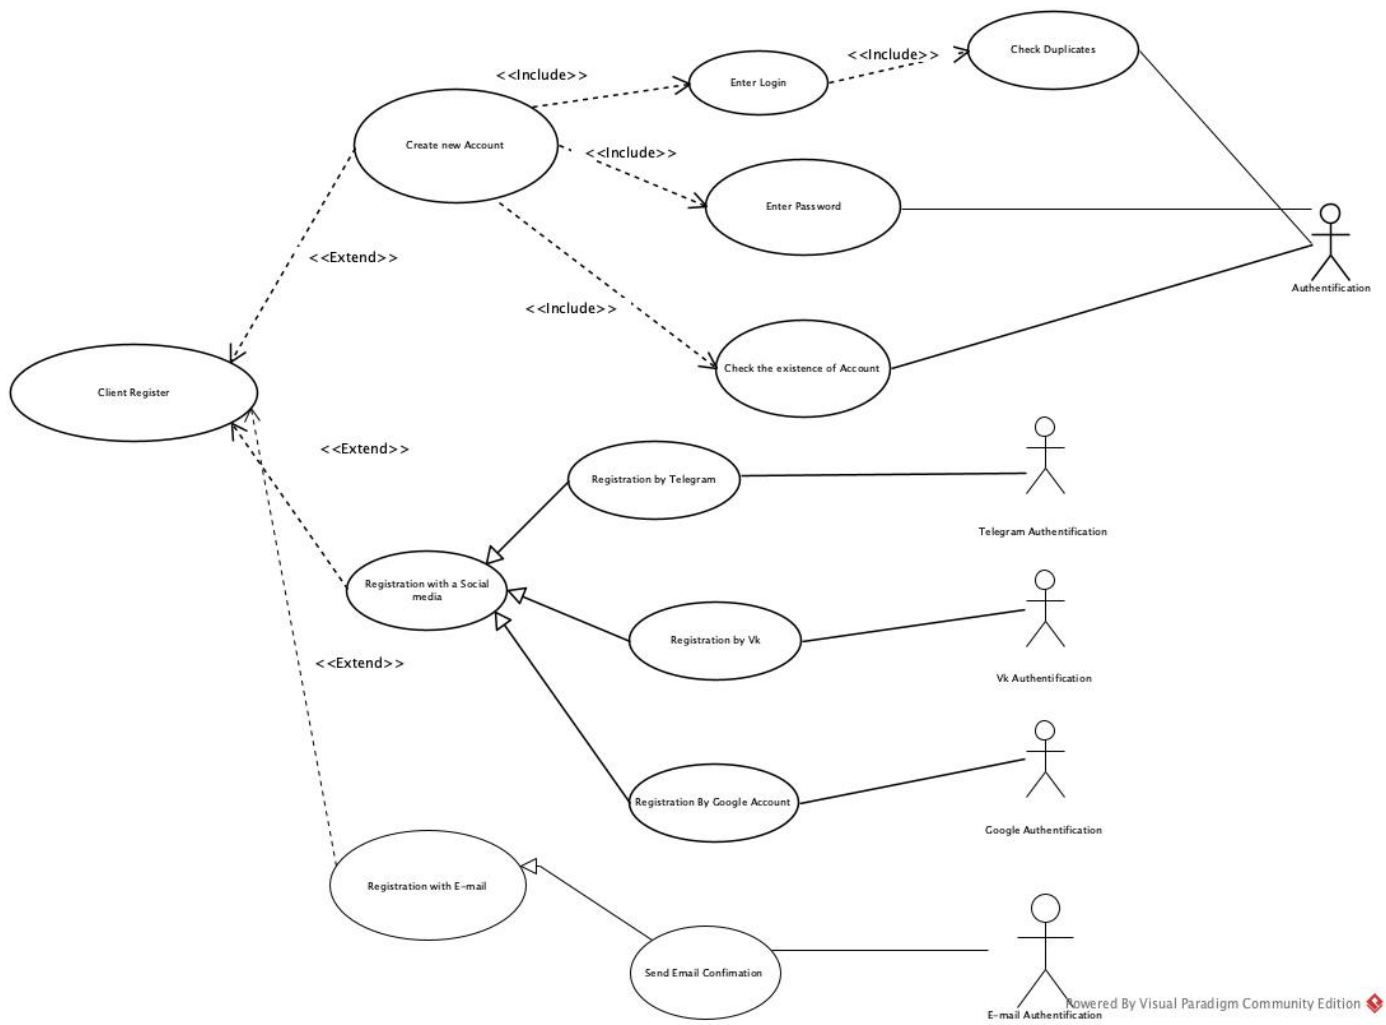 Check Duplicates
<<Include>>
<<Include>>
Enter Login
Create new Account
<<Include>>
Enter Password
<<Extend>>
Authentification
<<Include>>
Check the existence of Account
Client Register
<<Extend>>
Registration by Telegram
Telegram Authentification
Registration with a Social
media
Registration by Vk
<<Extend>>
Vk Authentification
Registration By Google Account
Google Authentification
Registration with E-mail
Send Email Confimation
Powered By Visual Paradigm Community Edition
E-mail Authentification